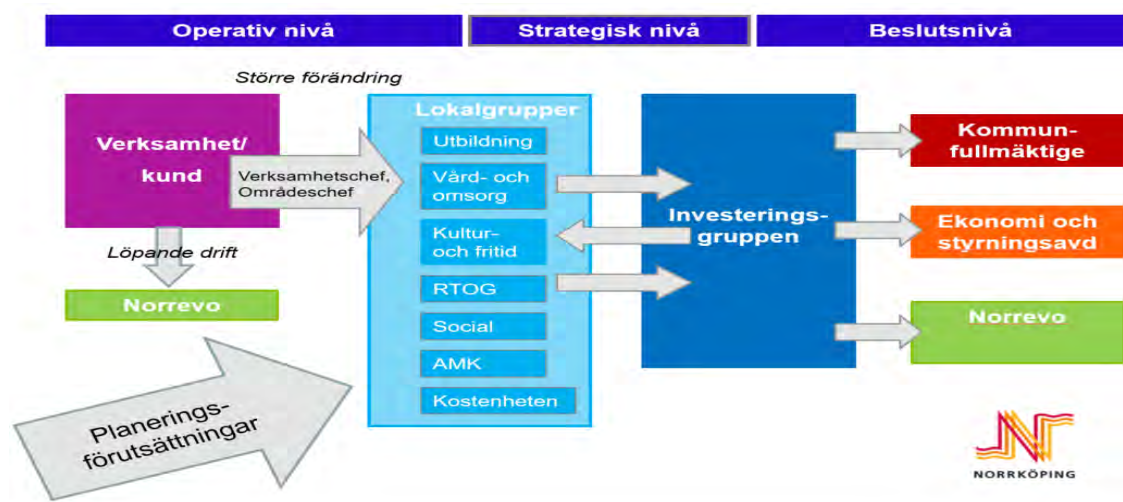 Operativ nivå
Strategisk nivå
Beslutsnivå
Större förändring
Verksamhet/
kund
Verksamhetschef,
Områdeschef
Löpande drift
Norrevo
Planerings-
förutsättningar
Lokalgrupper
Utbildning
Vård- och
omsorg
Kultur-
och fritid
RTOG
Social
AMK
Kostenheten
Investerings-
gruppen
Kommun-
fullmäktige
Ekonomi och
styrningsavd
Norrevo
NORRKÖPING